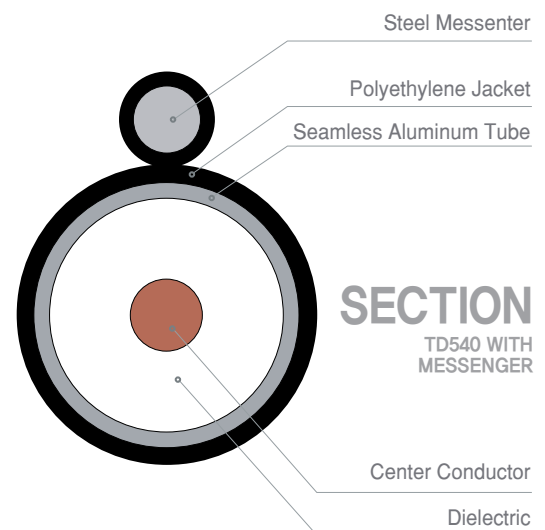 Steel Messenter
Polyethylene Jacket
Seamless Aluminum Tube
SECTION
TD540 WITH
MESSENGER
Center Conductor
Dielectric